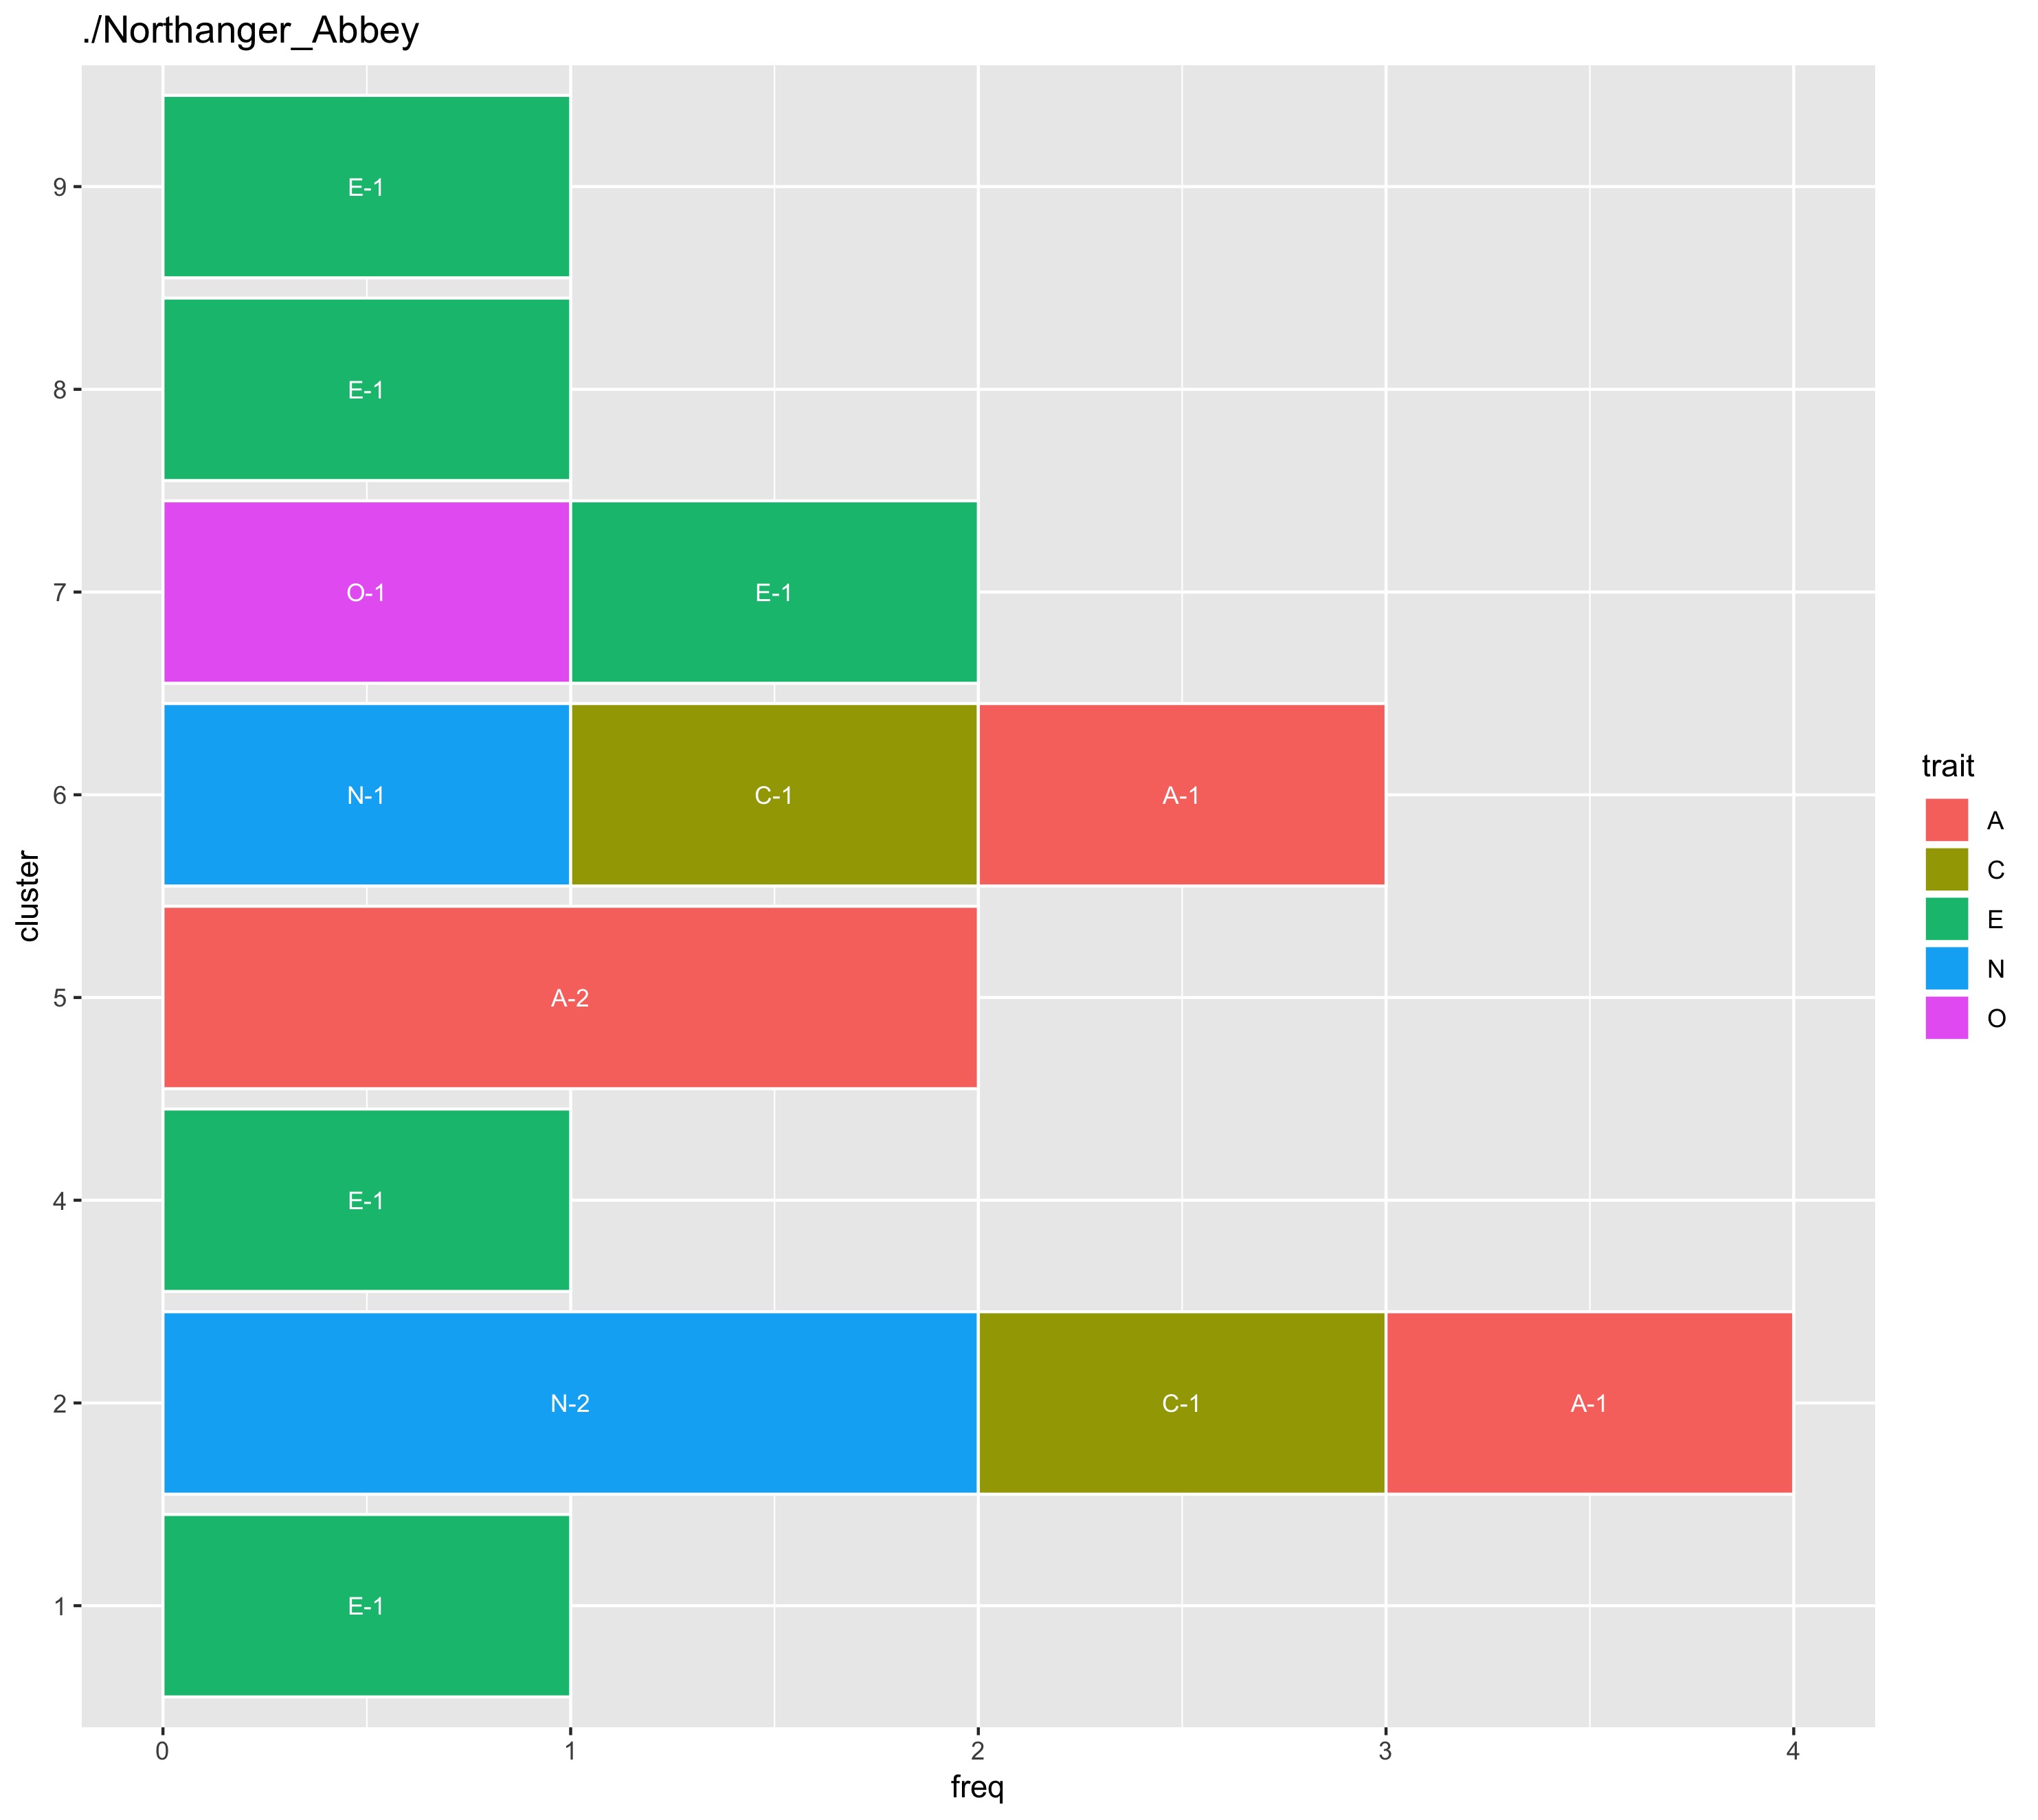 ./Northanger_Abbey
9
E-1
8
E-1
7
O-1 E-1
6
N-1 C-1 A-1
5
A-2
4
E-1
2
N-2 C-1 A-1
1
E-1
0 1 2 3 4
freq
cluster
trait
A
C
E
N
O